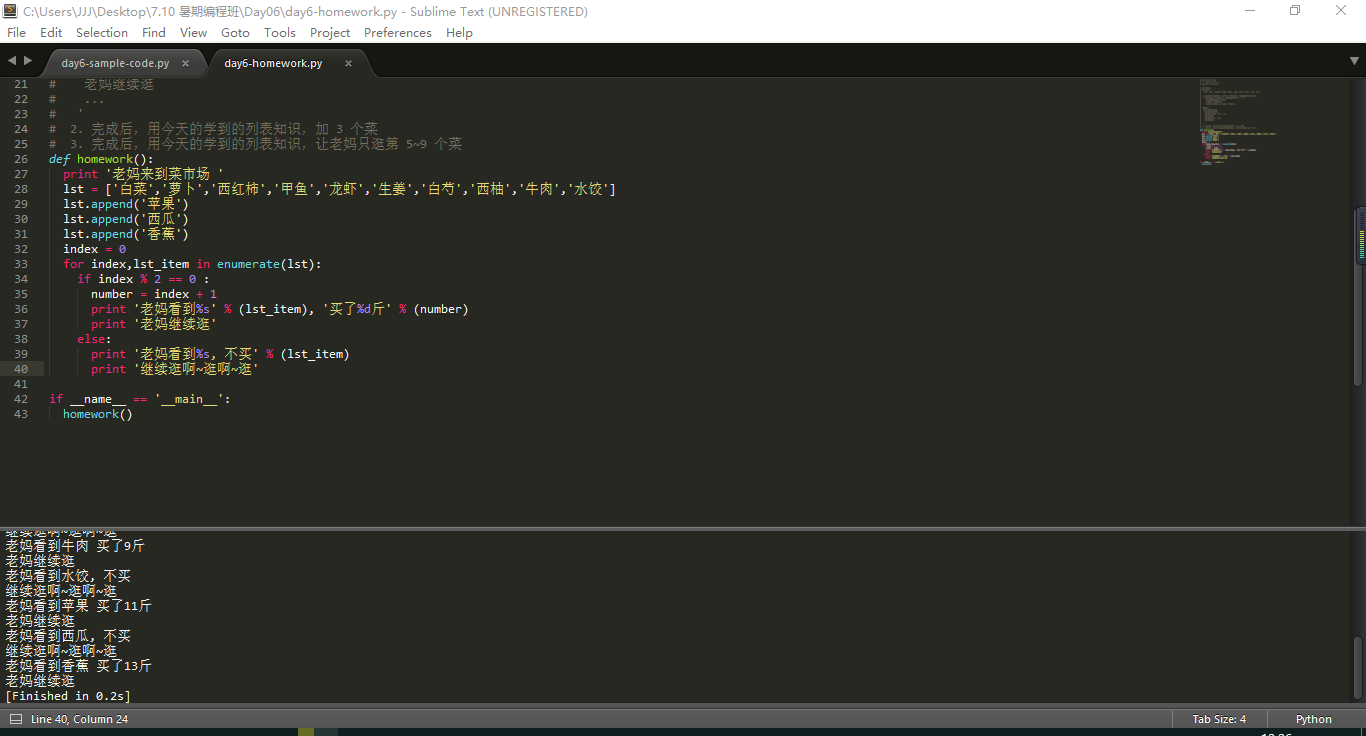 C:\Users\JJJ\Desktop\7.10 暑期编程班\Day06\day6-homework.py - Sublime Text (UNREGISTERED)
File Edit Selection Find View Goto Tools Project Preferences Help
day6-sample-code.py × day6-homework.py ×
21 #    老妈继续逛
22 #    ...
23 #   '
24 #  2. 完成后，用今天的学到的列表知识，加 3 个菜
25 #  3. 完成后，用今天的学到的列表知识，让老妈只逛第 5~9 个菜
26 def homework():
27   print '老妈来到菜市场 '
28   lst = ['白菜','萝卜','西红柿','甲鱼','龙虾','生姜','白芍','西柚','牛肉','水饺']
29   lst.append('苹果')
30   lst.append('西瓜')
31   lst.append('香蕉')
32   index = 0
33   for index,lst_item in enumerate(lst):
34     if index % 2 == 0 :
35       number = index + 1
36       print '老妈看到%s' % (lst_item), '买了%d斤' % (number)
37       print '老妈继续逛'
38     else:
39       print '老妈看到%s, 不买' % (lst_item)
40       print '继续逛啊~逛啊~逛'
41
42 if __name__ == '__main__':
43   homework()
继续逛啊~逛啊~逛
老妈看到牛肉 买了9斤
老妈继续逛
老妈看到水饺, 不买
继续逛啊~逛啊~逛
老妈看到苹果 买了11斤
老妈继续逛
老妈看到西瓜, 不买
继续逛啊~逛啊~逛
老妈看到香蕉 买了13斤
老妈继续逛
[Finished in 0.2s]
Line 40, Column 24 Tab Size: 4 Python